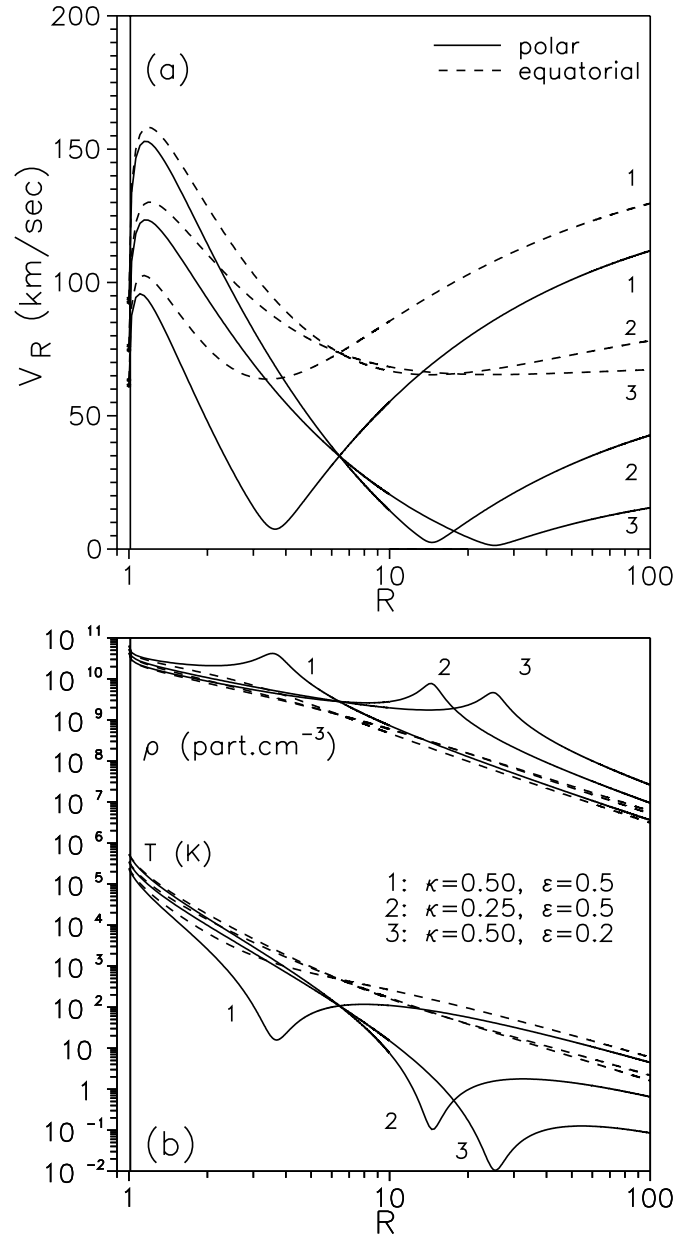 200
(a)
polar
equatorial
150
1
100
1
2
50
3
2
3
0
V_R (km/sec)
1 10 100
R
10^11
10^10
10^9
10^8
10^7
10^6
10^5
10^4
10^3
10^2
10
1
10^-1
10^-2
1 2 3
ρ (part.cm^-3)
T (K)
1: κ=0.50, ε=0.5
2: κ=0.25, ε=0.5
3: κ=0.50, ε=0.2
1
2
3
(b)
1 10 100
R